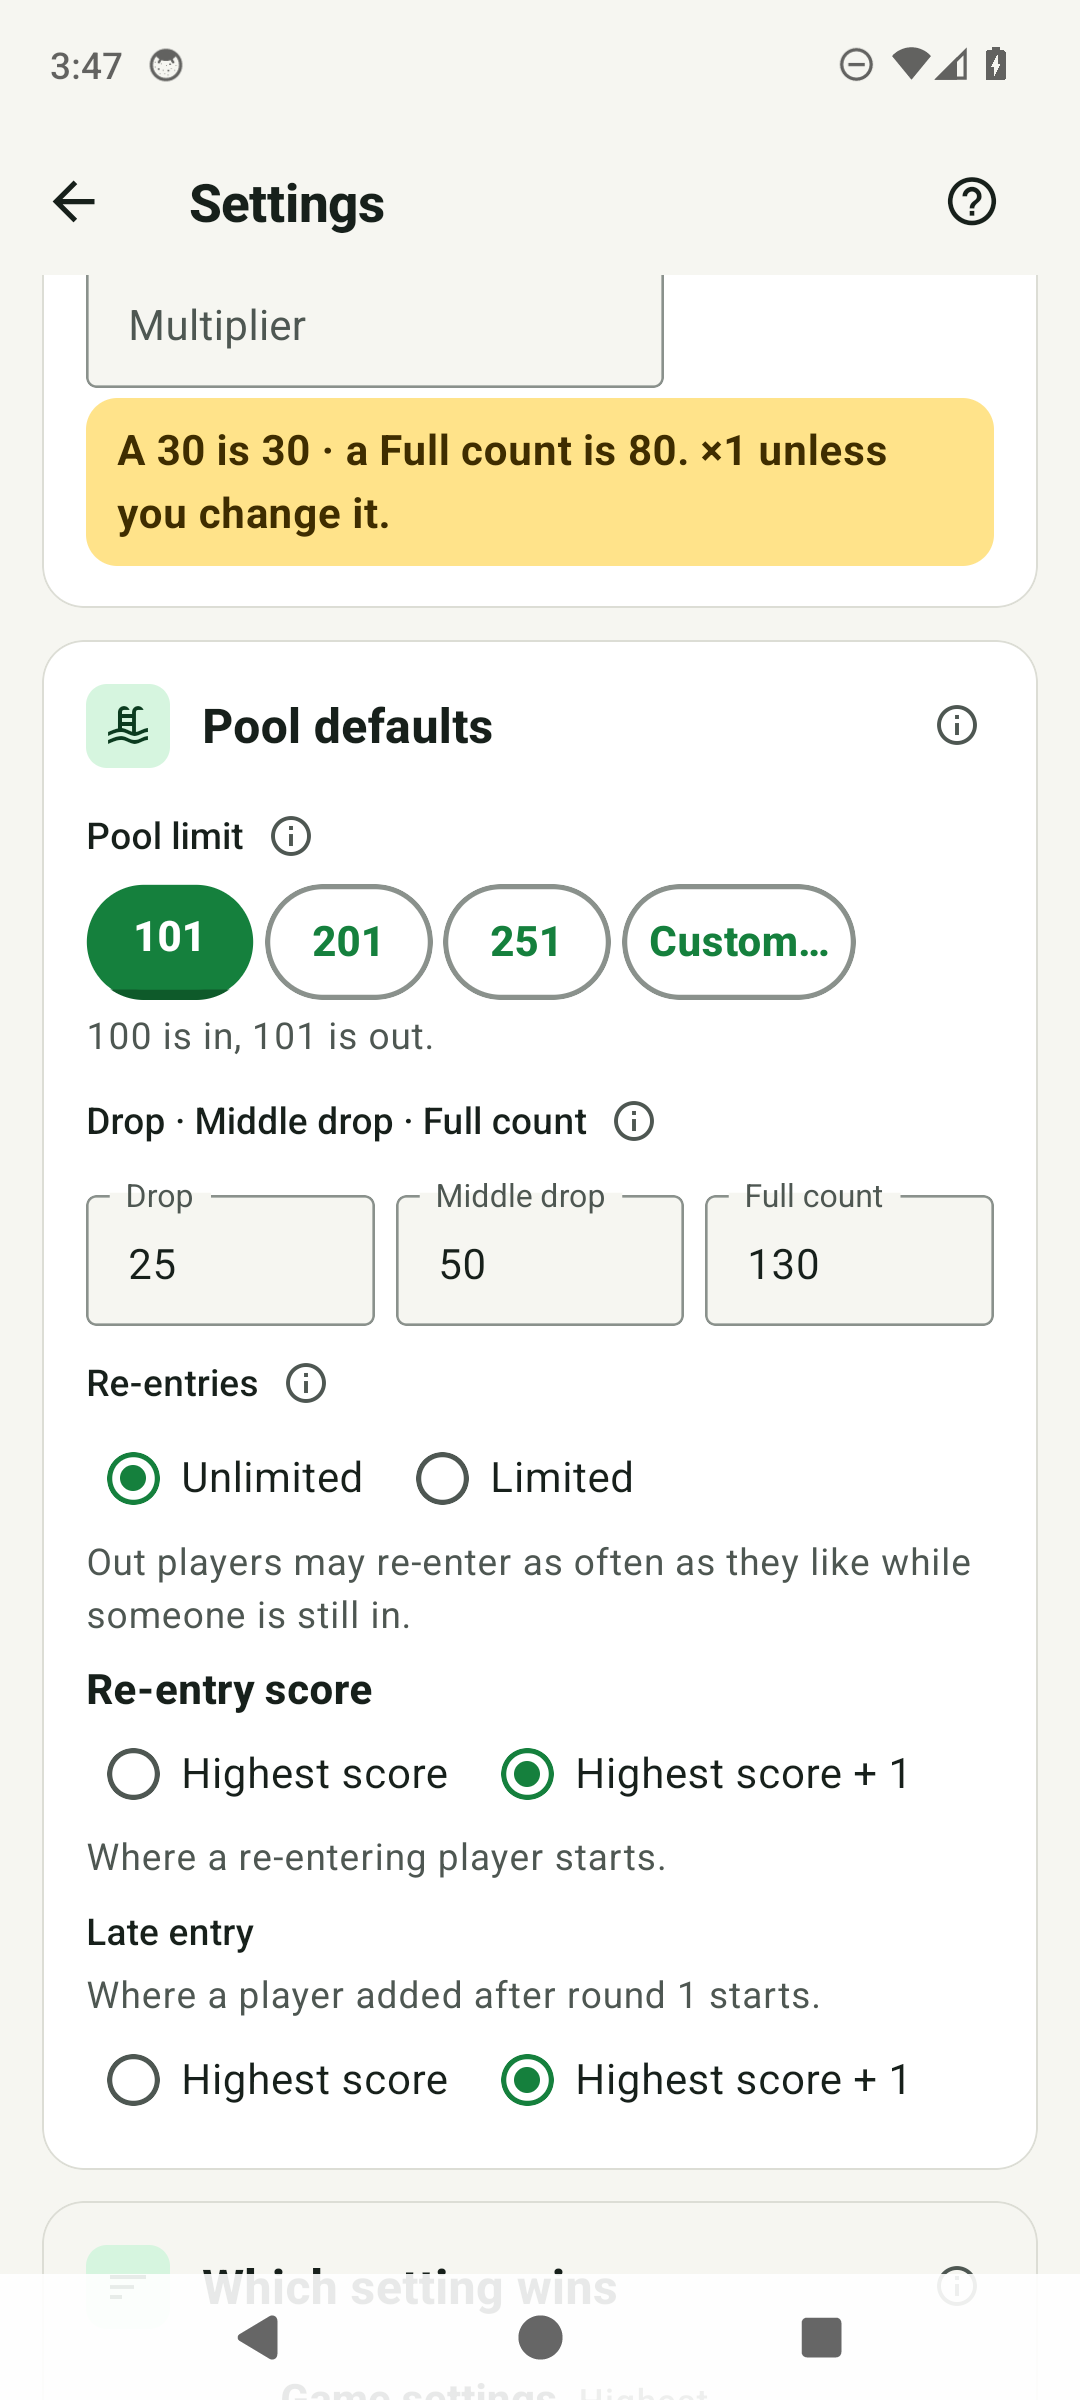 3:47
Settings
Multiplier
A 30 is 30 · a Full count is 80. ×1 unless
you change it.
Pool defaults
Pool limit
101 201 251 Custom...
100 is in, 101 is out.
Drop · Middle drop · Full count
Drop Middle drop Full count
25 50 130
Re-entries
Unlimited Limited
Out players may re-enter as often as they like while
someone is still in.
Re-entry score
Highest score Highest score + 1
Where a re-entering player starts.
Late entry
Where a player added after round 1 starts.
Highest score Highest score + 1
Which setting wins
Game settings Highest